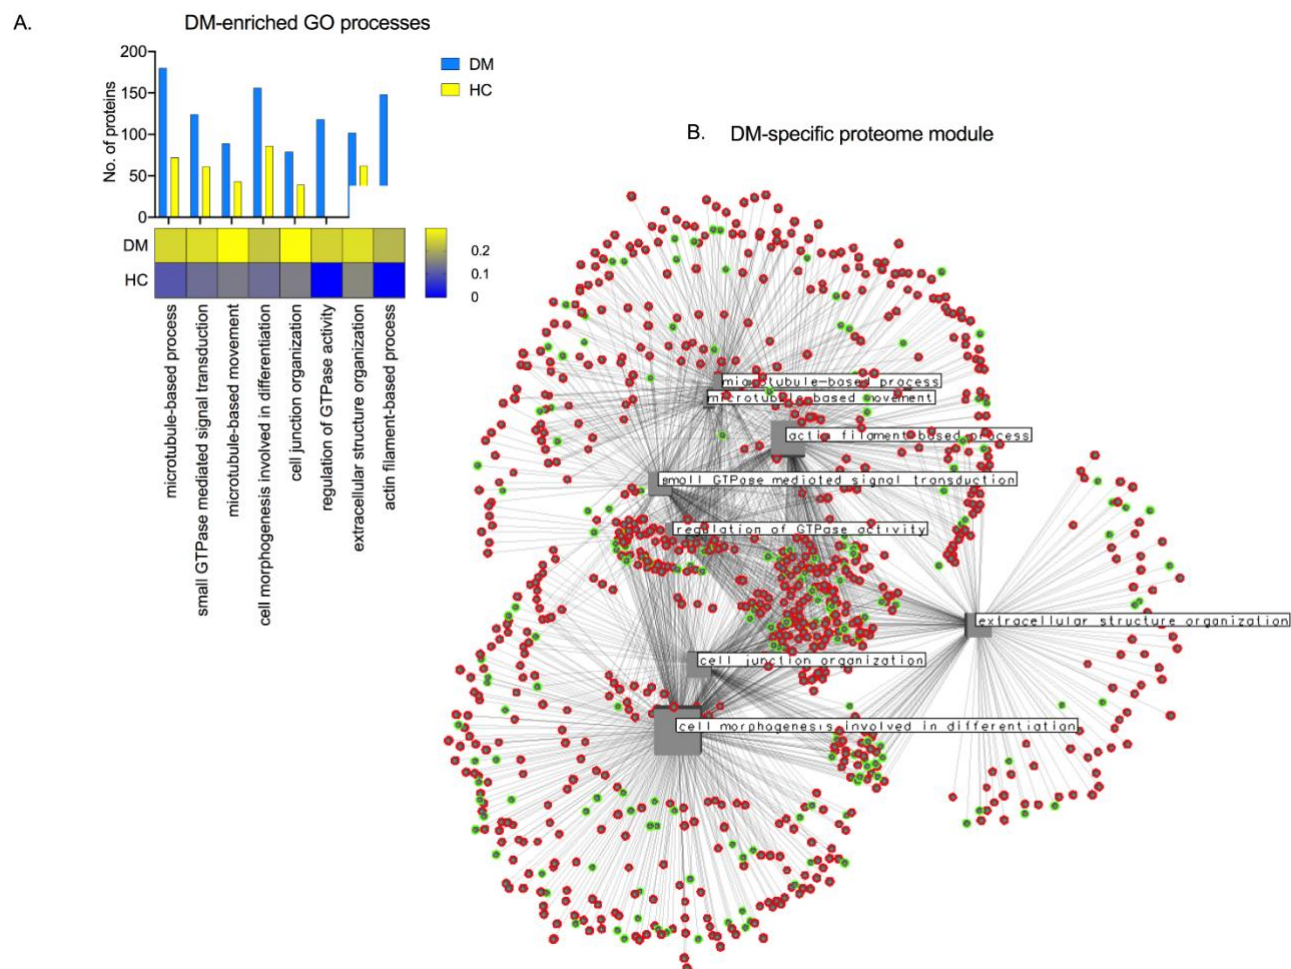 A.
DM-enriched GO processes
200
150
100
50
0
No. of proteins
DM
HC
DM
HC
0.2
0.1
0
microtubule-based process
small GTPase mediated signal transduction
microtubule-based movement
cell morphogenesis involved in differentiation
cell junction organization
regulation of GTPase activity
extracellular structure organization
actin filament-based process
B.
DM-specific proteome module
microtubule-based process
microtubule-based movement
actin filament-based process
small GTPase mediated signal transduction
regulation of GTPase activity
extracellular structure organization
cell junction organization
cell morphogenesis involved in differentiation